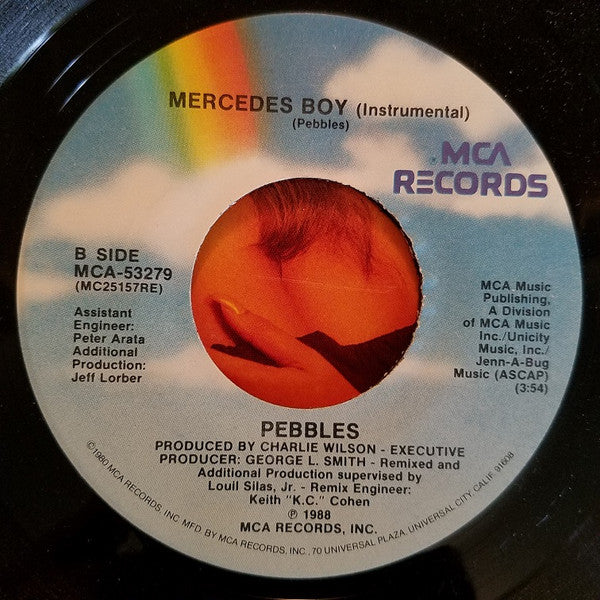 MERCEDES BOY (Instrumental)
(Pebbles)
MCA
RECORDS
B SIDE
MCA-53279
(MC25157RE)
Assistant
Engineer:
Peter Arata
Additional
Production:
Jeff Lorber
MCA Music
Publishing,
A Division
of MCA Music
Inc./Unicity
Music, Inc./
Jenn-A-Bug
Music (ASCAP)
(3:54)
PEBBLES
PRODUCED BY CHARLIE WILSON - EXECUTIVE
PRODUCER: GEORGE L. SMITH - Remixed and
Additional Production supervised by
Louil Silas, Jr. - Remix Engineer:
Keith "K.C." Cohen
℗ 1988
MCA RECORDS, INC.
©1980 MCA RECORDS, INC MFD. BY MCA RECORDS, INC., 70 UNIVERSAL PLAZA, UNIVERSAL CITY, CALIF. 91608